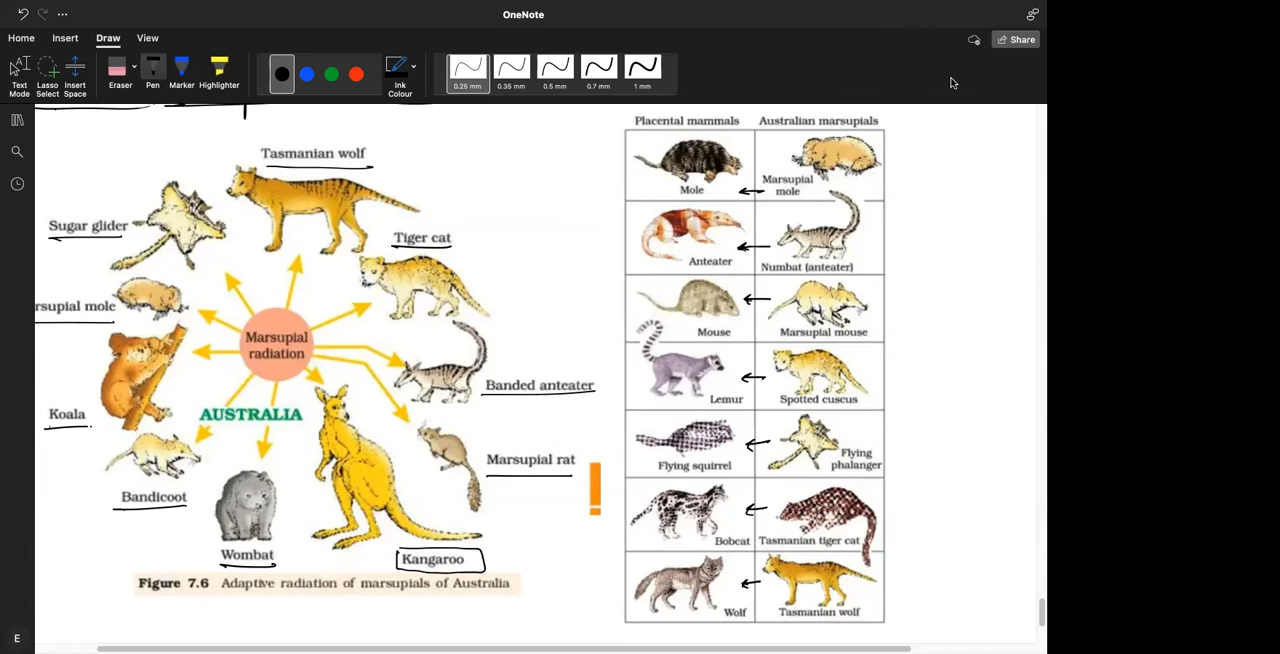 OneNote
Home Insert Draw View
Share
Text Mode
Lasso Select
Insert Space
Eraser
Pen
Marker
Highlighter
Ink Colour
0.25 mm
0.35 mm
0.5 mm
0.7 mm
1 mm
Tasmanian wolf
Sugar glider
Tiger cat
rsupial mole
Marsupial
radiation
Banded anteater
Koala
AUSTRALIA
Marsupial rat
Bandicoot
Wombat
Kangaroo
Figure 7.6 Adaptive radiation of marsupials of Australia
Placental mammals Australian marsupials
Mole
Marsupial
mole
Anteater
Numbat (anteater)
Mouse
Marsupial mouse
Lemur
Spotted cuscus
Flying squirrel
Flying
phalanger
Bobcat
Tasmanian tiger cat
Wolf
Tasmanian wolf
!
E